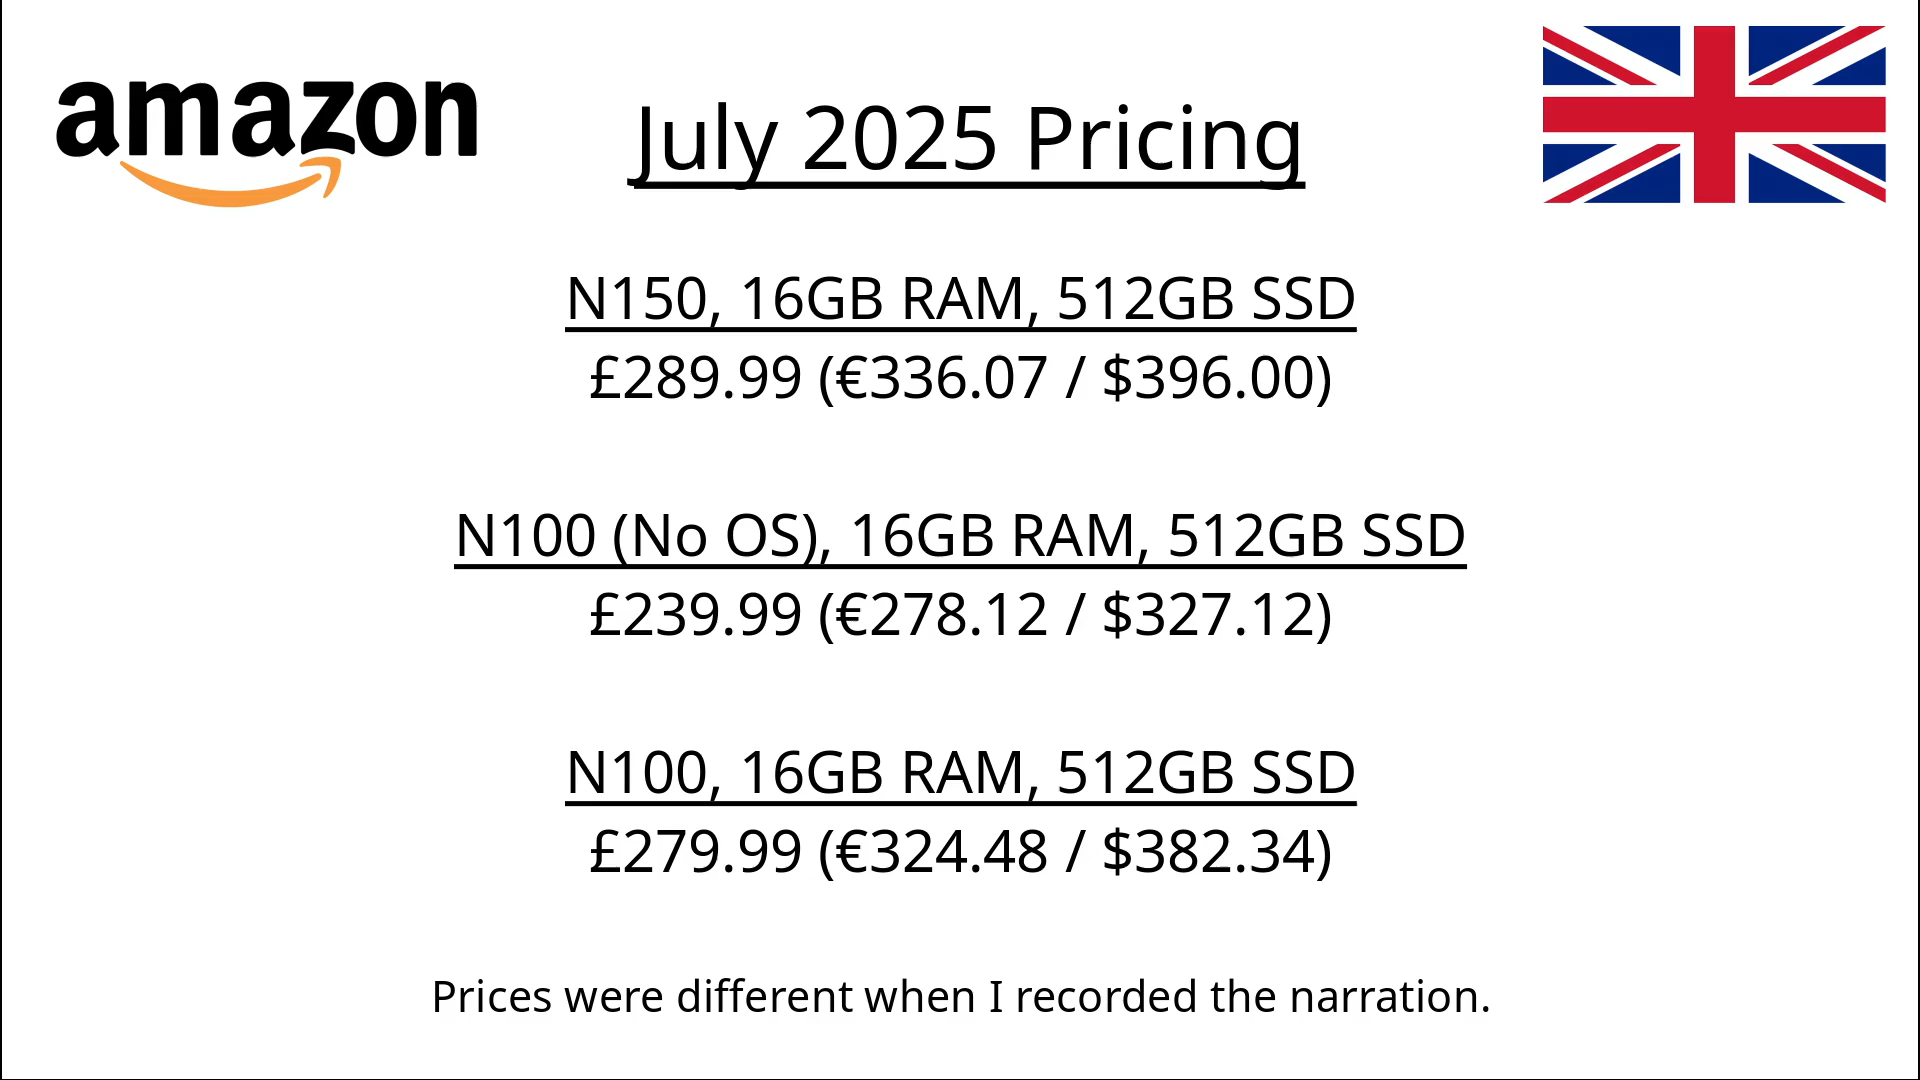 amazon
July 2025 Pricing
N150, 16GB RAM, 512GB SSD
£289.99 (€336.07 / $396.00)
N100 (No OS), 16GB RAM, 512GB SSD
£239.99 (€278.12 / $327.12)
N100, 16GB RAM, 512GB SSD
£279.99 (€324.48 / $382.34)
Prices were different when I recorded the narration.